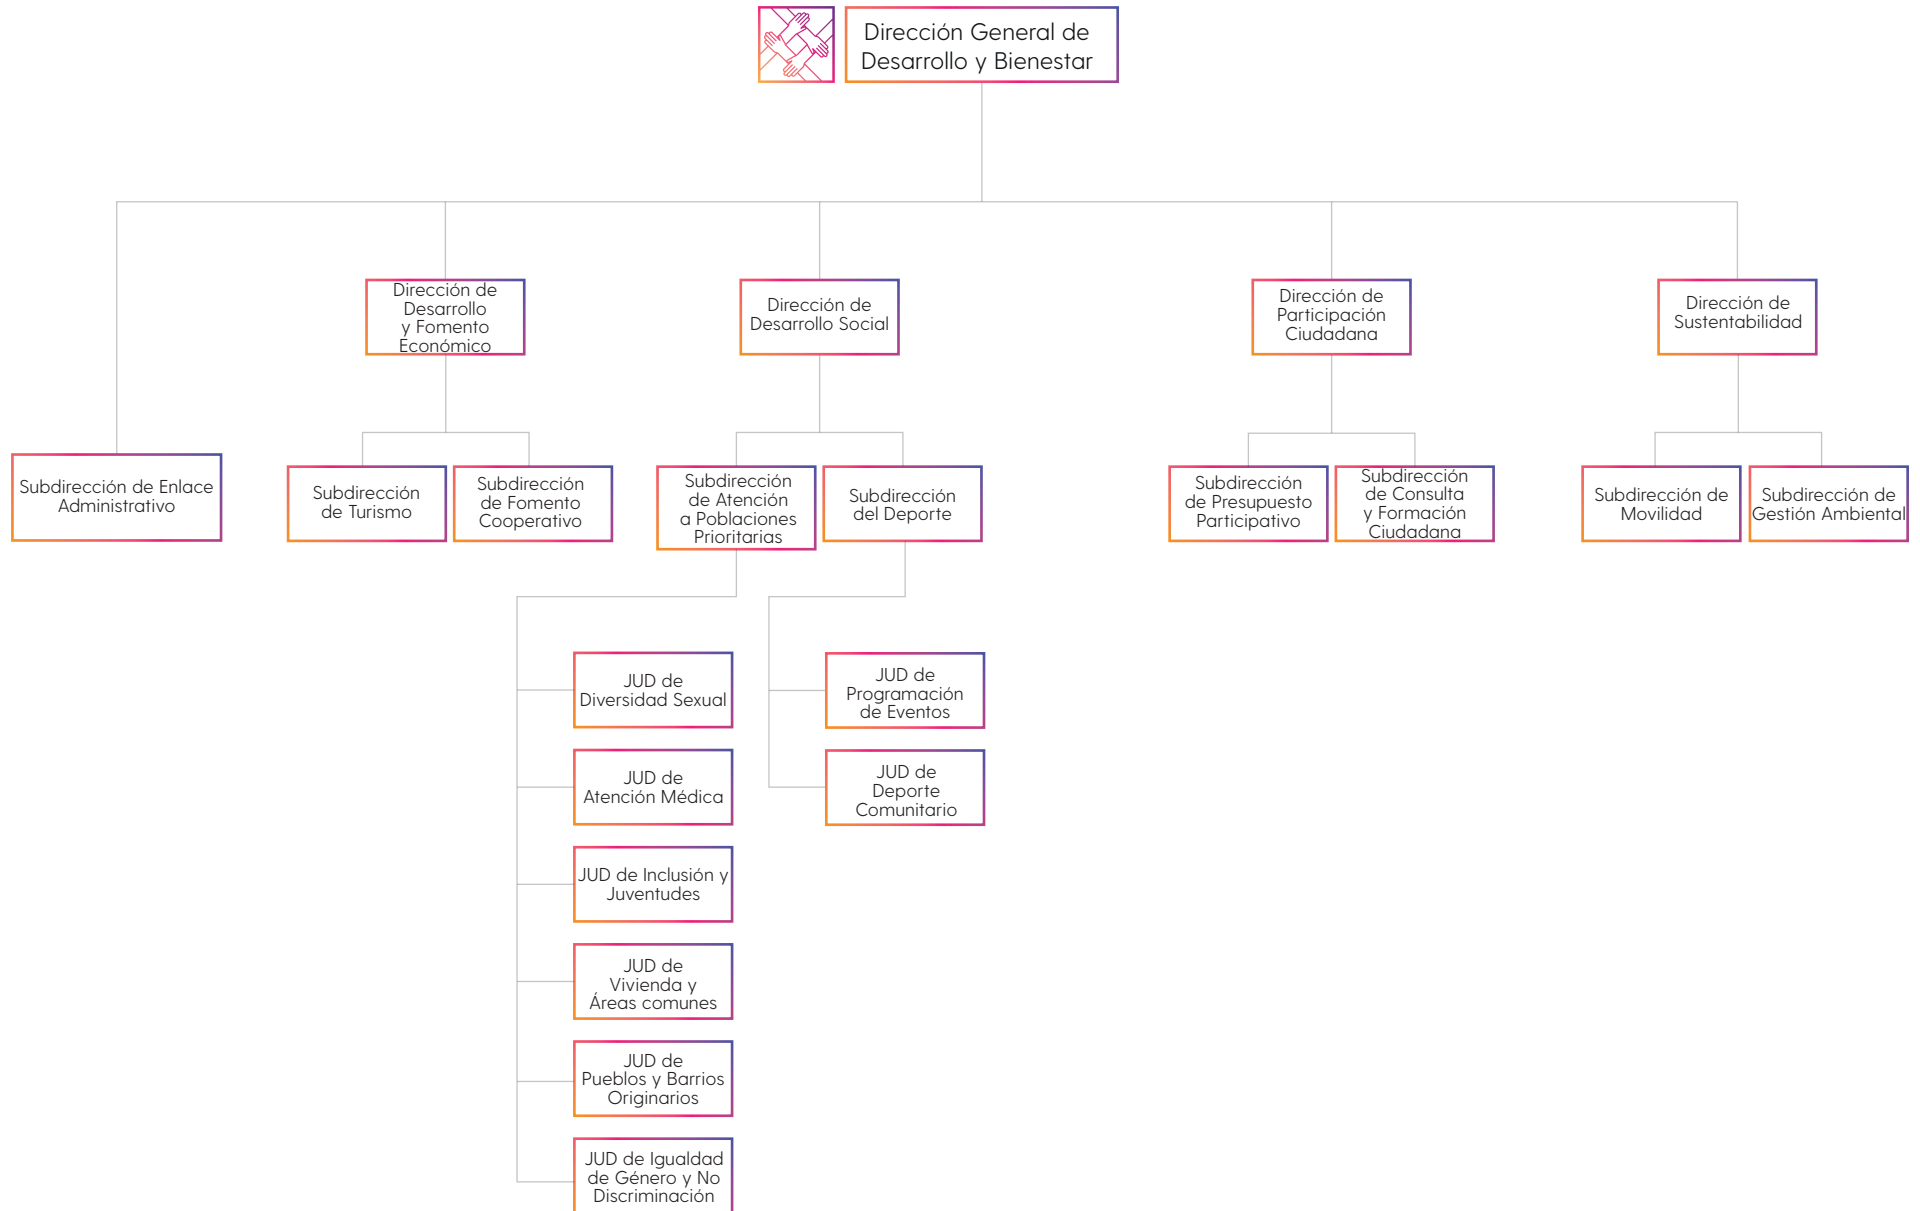 Dirección General de
Desarrollo y Bienestar
Dirección de
Desarrollo
y Fomento
Económico
Dirección de
Desarrollo Social
Dirección de
Participación
Ciudadana
Dirección de
Sustentabilidad
Subdirección de Enlace
Administrativo
Subdirección
de Turismo
Subdirección
de Fomento
Cooperativo
Subdirección
de Atención
a Poblaciones
Prioritarias
Subdirección
del Deporte
Subdirección
de Presupuesto
Participativo
Subdirección
de Consulta
y Formación
Ciudadana
Subdirección de
Movilidad
Subdirección de
Gestión Ambiental
JUD de
Diversidad Sexual
JUD de
Atención Médica
JUD de Inclusión y
Juventudes
JUD de
Vivienda y
Áreas comunes
JUD de
Pueblos y Barrios
Originarios
JUD de Igualdad
de Género y No
Discriminación
JUD de
Programación
de Eventos
JUD de
Deporte
Comunitario